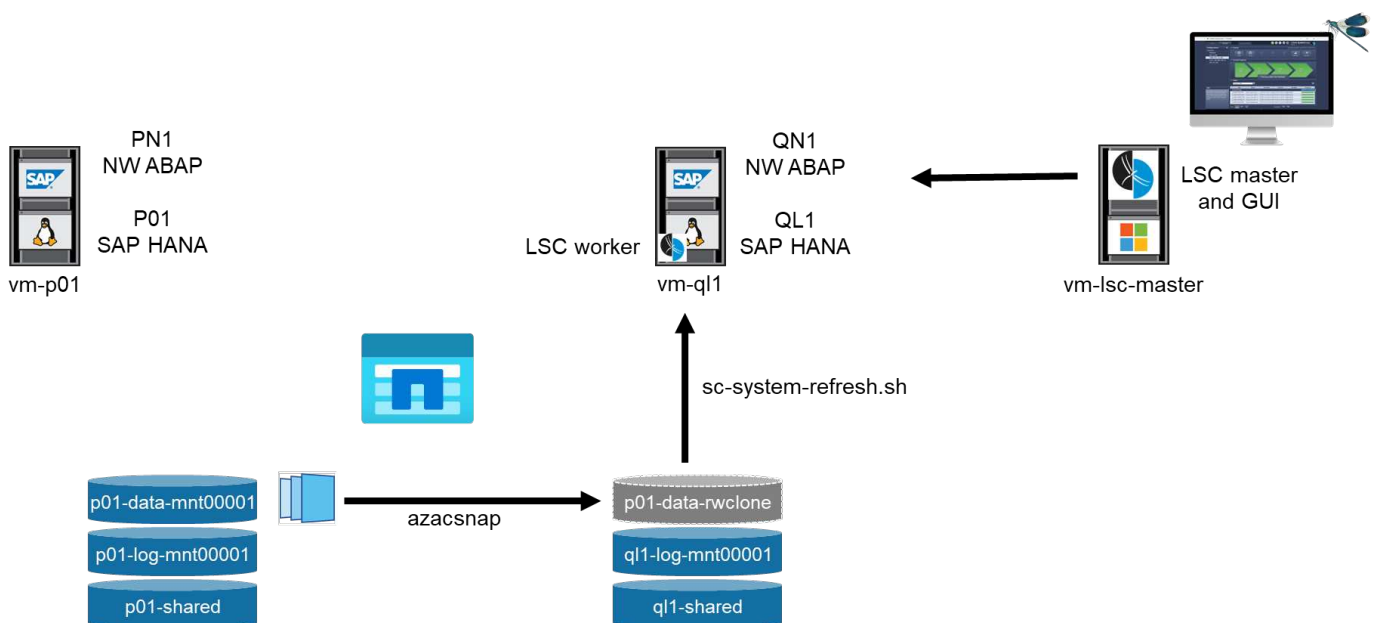 PN1
NW ABAP
SAP
P01
SAP HANA
vm-p01
QN1
NW ABAP
SAP
LSC worker
QL1
SAP HANA
vm-ql1
LSC master
and GUI
vm-lsc-master
sc-system-refresh.sh
p01-data-mnt00001
p01-log-mnt00001
p01-shared
azacsnap
p01-data-rwclone
ql1-log-mnt00001
ql1-shared